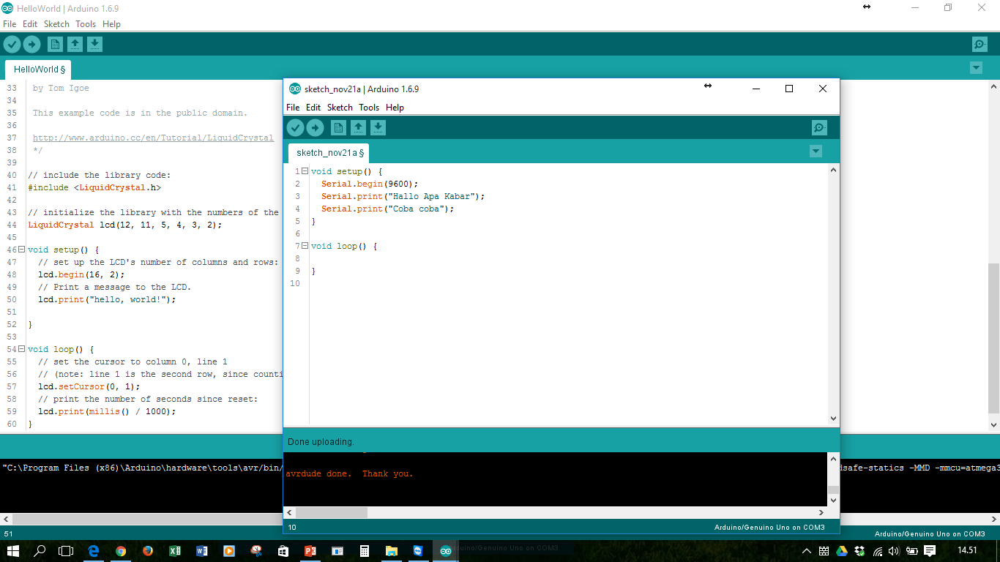 HelloWorld | Arduino 1.6.9
File Edit Sketch Tools Help
HelloWorld §
33 by Tom Igoe
34
35 This example code is in the public domain.
36
37 http://www.arduino.cc/en/Tutorial/LiquidCrystal
38 */
39
40 // include the library code:
41 #include <LiquidCrystal.h>
42
43 // initialize the library with the numbers of the
44 LiquidCrystal lcd(12, 11, 5, 4, 3, 2);
45
46 void setup() {
47 // set up the LCD's number of columns and rows:
48 lcd.begin(16, 2);
49 // Print a message to the LCD.
50 lcd.print("hello, world!");
51
52 }
53
54 void loop() {
55 // set the cursor to column 0, line 1
56 // (note: line 1 is the second row, since counti
57 lcd.setCursor(0, 1);
58 // print the number of seconds since reset:
59 lcd.print(millis() / 1000);
60 }
"C:\Program Files (x86)\Arduino\hardware\tools\avr/bin/
dsafe-statics -MMD -mmcu=atmega3
51
Arduino/Genuino Uno on COM3
sketch_nov21a | Arduino 1.6.9
File Edit Sketch Tools Help
sketch_nov21a §
1 void setup() {
2 Serial.begin(9600);
3 Serial.print("Hallo Apa Kabar");
4 Serial.print("Coba coba");
5 }
6
7 void loop() {
8
9 }
10
Done uploading.
avrdude done.  Thank you.
10
Arduino/Genuino Uno on COM3
14.51